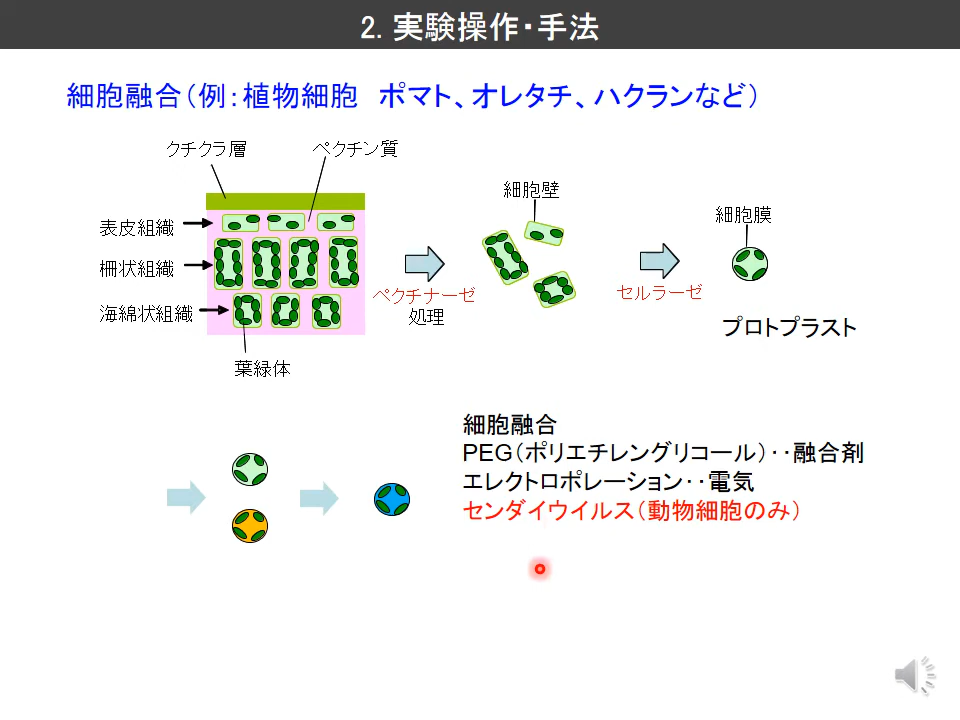 2. 実験操作・手法
細胞融合（例：植物細胞　ポマト、オレタチ、ハクランなど）
クチクラ層
ペクチン質
表皮組織
柵状組織
海綿状組織
葉緑体
ペクチナーゼ
処理
細胞壁
セルラーゼ
細胞膜
プロトプラスト
細胞融合
PEG（ポリエチレングリコール）‥融合剤
エレクトロポレーション‥電気
センダイウイルス（動物細胞のみ）